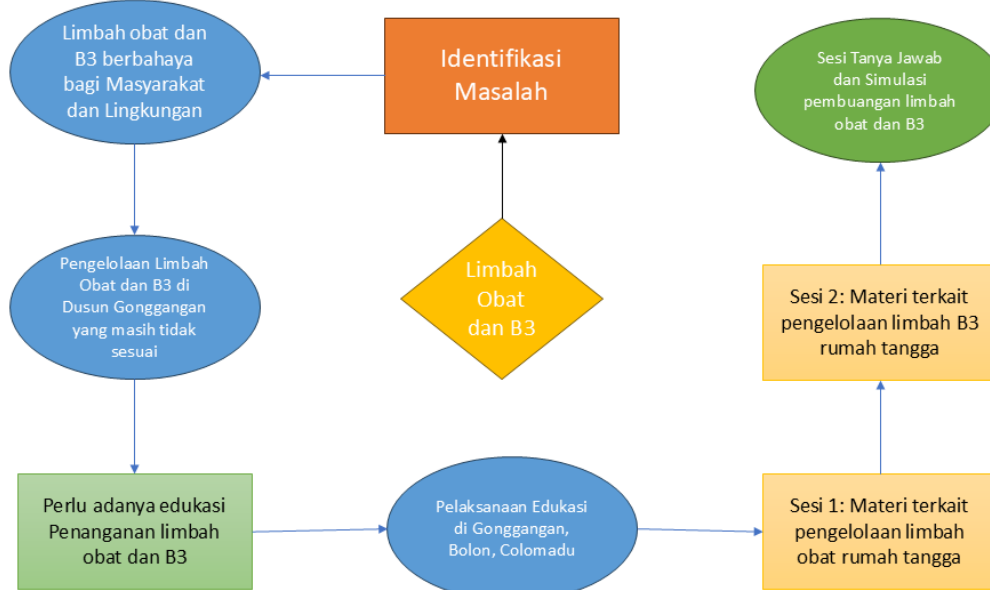 Limbah obat dan
B3 berbahaya
bagi Masyarakat
dan Lingkungan
Identifikasi
Masalah
Sesi Tanya Jawab
dan Simulasi
pembuangan limbah
obat dan B3
Pengelolaan Limbah
Obat dan B3 di
Dusun Gonggangan
yang masih tidak
sesuai
Limbah
Obat
dan B3
Sesi 2: Materi terkait
pengelolaan limbah B3
rumah tangga
Perlu adanya edukasi
Penanganan limbah
obat dan B3
Pelaksanaan Edukasi
di Gonggangan,
Bolon, Colomadu
Sesi 1: Materi terkait
pengelolaan limbah
obat rumah tangga